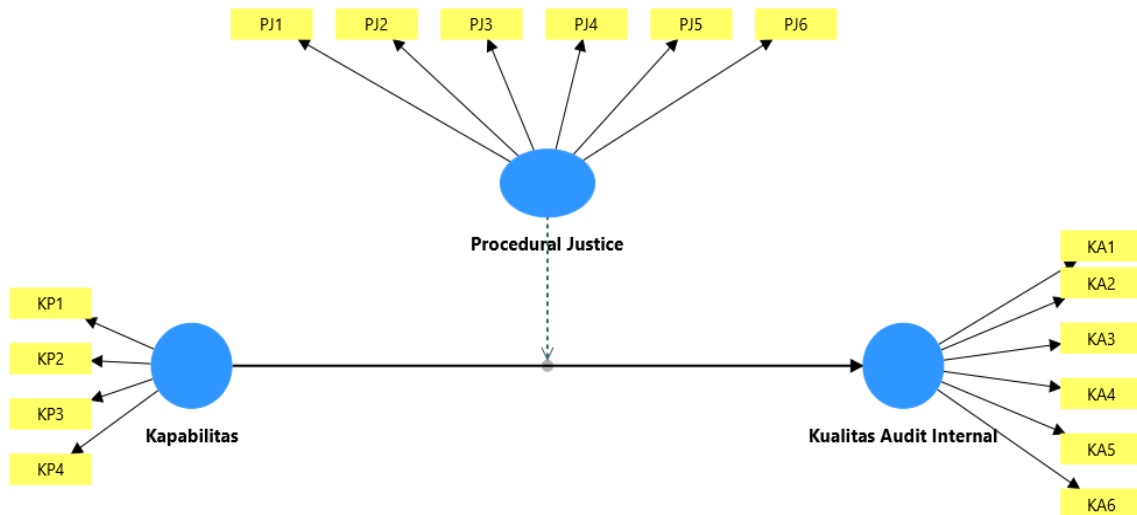 PJ1
PJ2
PJ3
PJ4
PJ5
PJ6
Procedural Justice
KP1
KP2
KP3
KP4
Kapabilitas
KA1
KA2
KA3
KA4
KA5
KA6
Kualitas Audit Internal